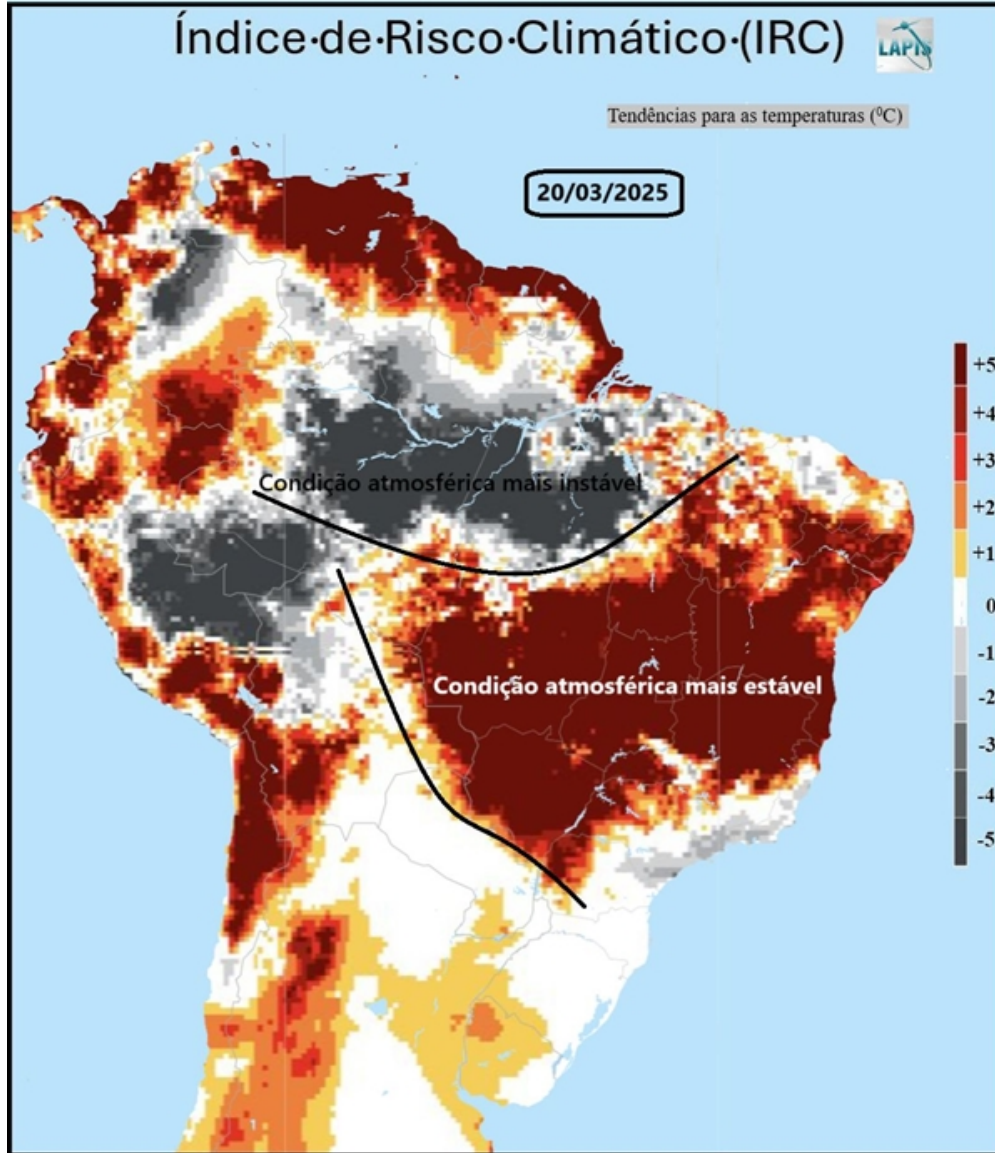 Índice·de·Risco·Climático·(IRC)
LAPIS
Tendências para as temperaturas (⁰C)
20/03/2025
+5
+4
+3
+2
+1
0
-1
-2
-3
-4
-5
Condição atmosférica mais instável
Condição atmosférica mais estável